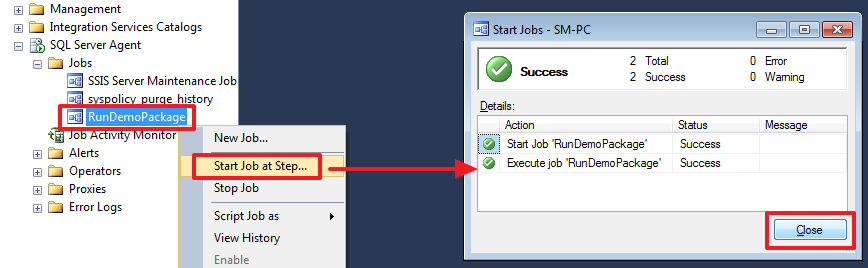 Management
Integration Services Catalogs
SQL Server Agent
Jobs
SSIS Server Maintenance Job
syspolicy_purge_history
RunDemoPackage
Job Activity Monitor
Alerts
Operators
Proxies
Error Logs
New Job...
Start Job at Step...
Stop Job
Script Job as
View History
Enable
Start Jobs - SM-PC
Success
2 Total 0 Error
2 Success 0 Warning
Details:
Action Status Message
Start Job 'RunDemoPackage' Success
Execute job 'RunDemoPackage' Success
Close